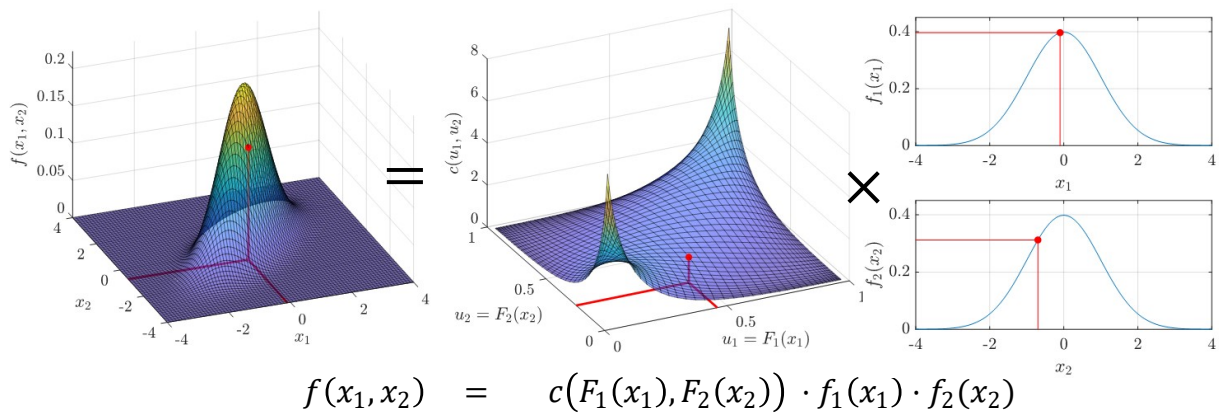 0.2
0.15
0.1
0.05
0
f(x₁, x₂)
4
2
0
-2
-4
x₂
-4
-2
0
2
4
x₁
=
8
6
4
2
0
c(u₁, u₂)
1
0.5
0
u₂ = F₂(x₂)
0
0.5
1
u₁ = F₁(x₁)
×
0.4
0.2
0
f₁(x₁)
-4 -2 0 2 4
x₁
0.4
0.2
0
f₂(x₂)
-4 -2 0 2 4
x₂
f(x₁, x₂) = c(F₁(x₁), F₂(x₂)) · f₁(x₁) · f₂(x₂)